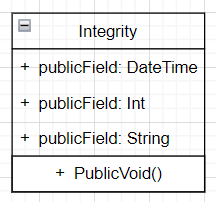 Integrity
+ publicField: DateTime
+ publicField: Int
+ publicField: String
+ PublicVoid()